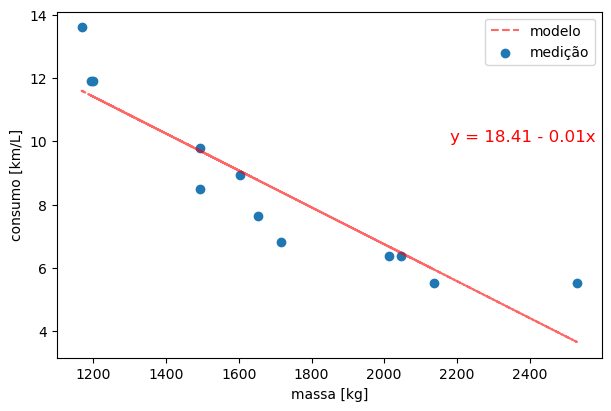 14
12
10
8
6
4
consumo [km/L]
modelo
medição
y = 18.41 - 0.01x
1200 1400 1600 1800 2000 2200 2400
massa [kg]